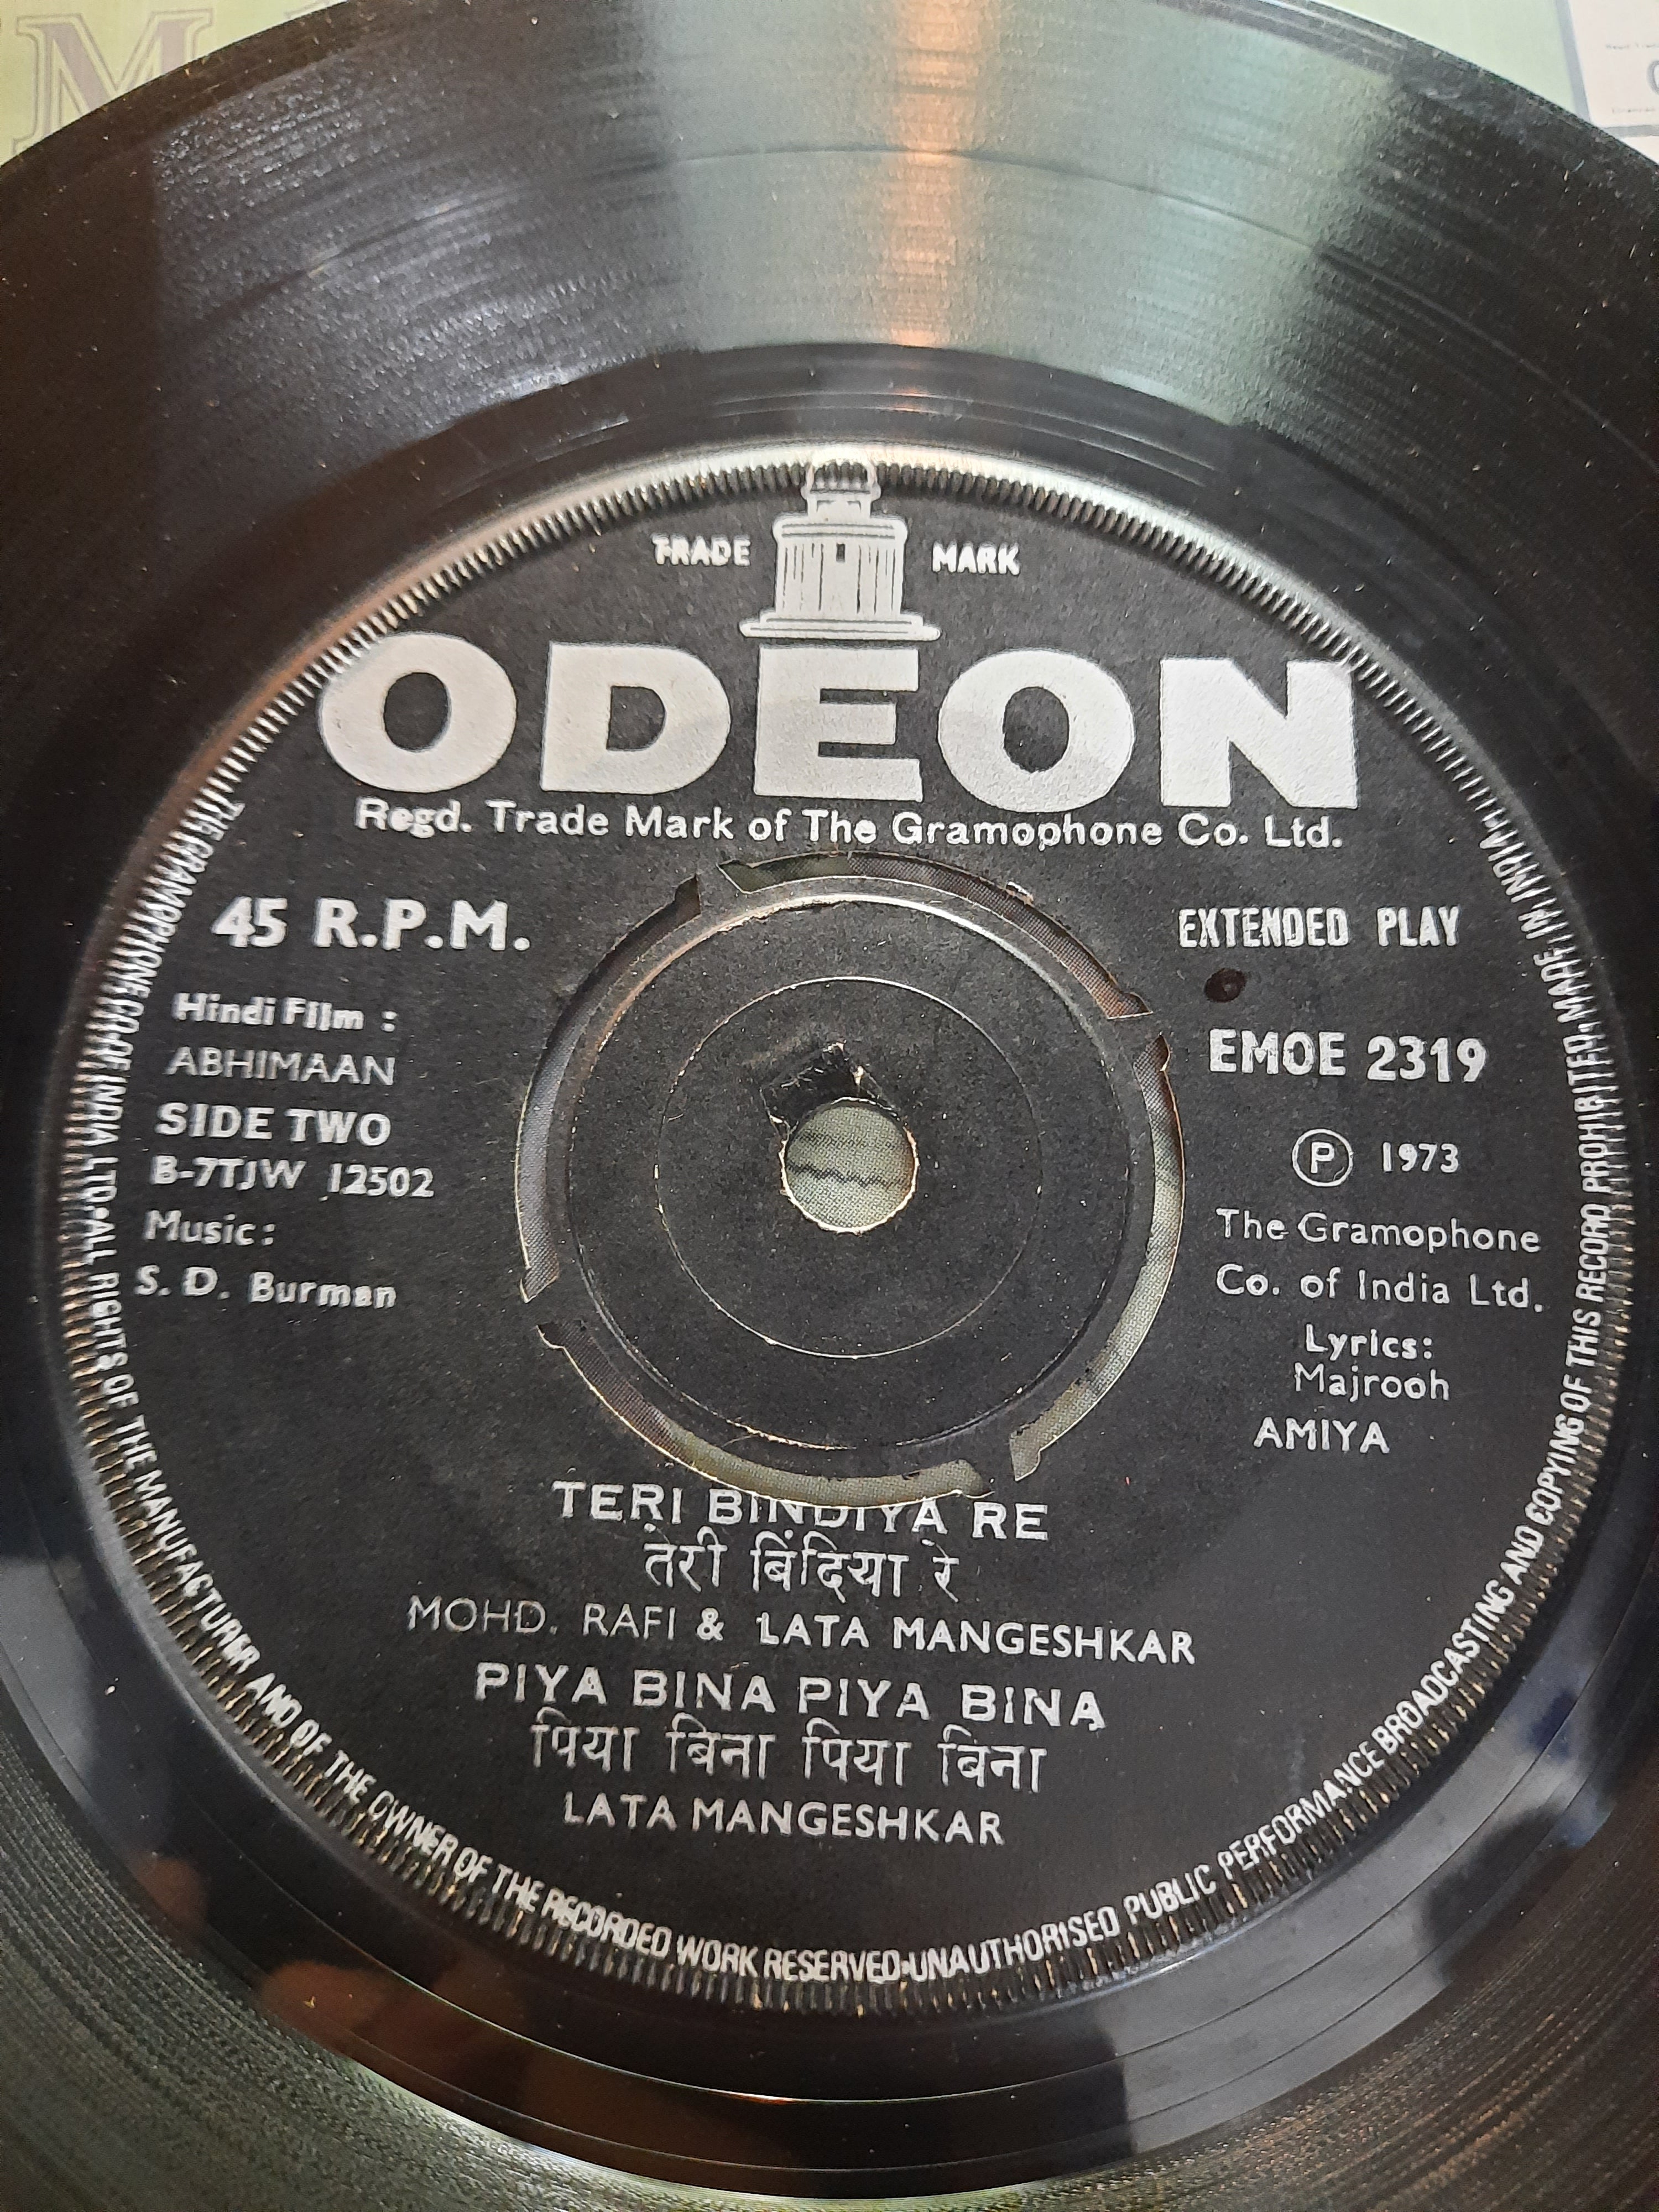 M
TRADE MARK
ODEON
Regd. Trade Mark of The Gramophone Co. Ltd.
45 R.P.M.
EXTENDED PLAY
Hindi Film :
ABHIMAAN
SIDE TWO
B-7TJW 12502
Music:
S. D. Burman
EMOE 2319
Ⓟ 1973
The Gramophone
Co. of India Ltd.
Lyrics:
Majrooh
AMIYA
TERI BINDIYA RE
तेरी बिंदिया रे
MOHD. RAFI & LATA MANGESHKAR
PIYA BINA PIYA BINA
पिया बिना पिया बिना
LATA MANGESHKAR
THE GRAMOPHONE CO. OF INDIA LTD•ALL RIGHTS OF THE MANUFACTURER AND OF THE OWNER OF THE RECORDED WORK RESERVED•UNAUTHORISED PUBLIC PERFORMANCE BROADCASTING AND COPYING OF THIS RECORD PROHIBITED•MADE IN INDIA•